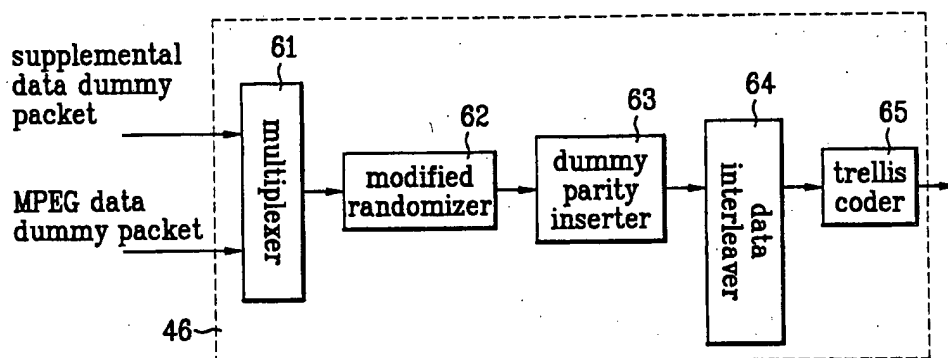 supplemental
data dummy
packet
MPEG data
dummy packet
61
multiplexer
62
modified
randomizer
63
dummy
parity
inserter
64
data
interleaver
65
trellis
coder
46